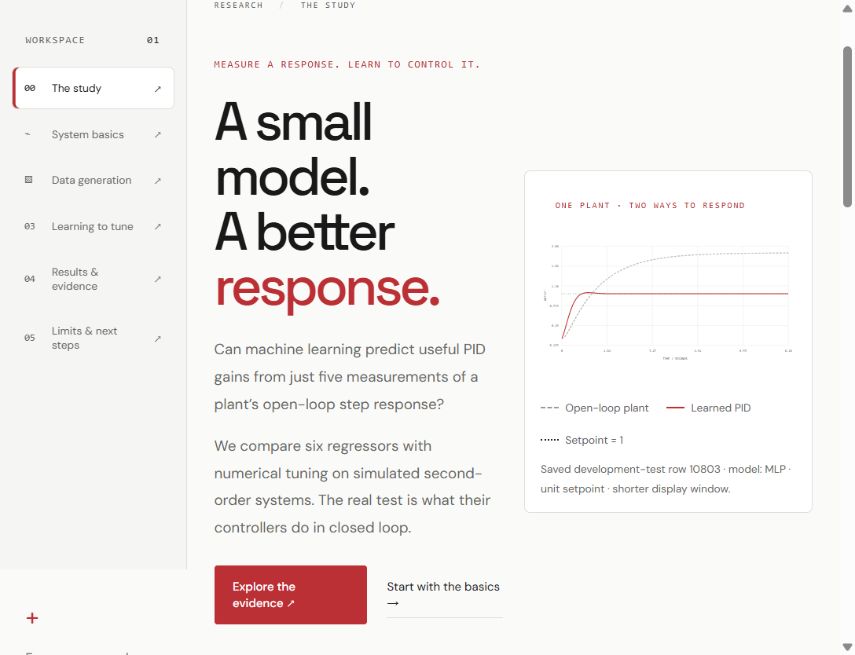 RESEARCH / THE STUDY
WORKSPACE 01
00 The study ↗
~ System basics ↗
Data generation ↗
03 Learning to tune ↗
04 Results &
evidence ↗
05 Limits & next
steps ↗
MEASURE A RESPONSE. LEARN TO CONTROL IT.
A small
model.
A better
response.
Can machine learning predict useful PID
gains from just five measurements of a
plant's open-loop step response?
We compare six regressors with
numerical tuning on simulated second-
order systems. The real test is what their
controllers do in closed loop.
Explore the
evidence ↗
Start with the basics
→
ONE PLANT · TWO WAYS TO RESPOND
Open-loop plant
Learned PID
Setpoint = 1
Saved development-test row 10803 · model: MLP ·
unit setpoint · shorter display window.
+